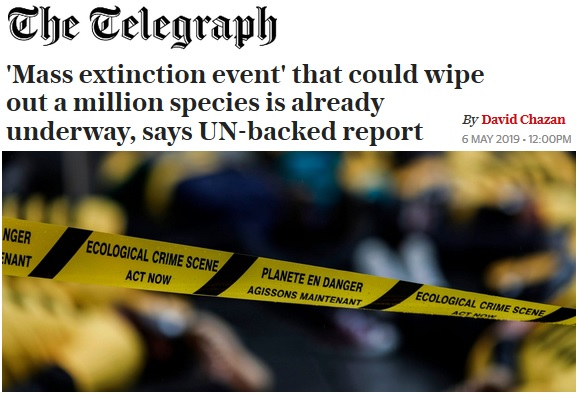 The Telegraph
'Mass extinction event' that could wipe
out a million species is already
underway, says UN-backed report
By David Chazan
6 MAY 2019 • 12:00PM
NGER
ENANT
ECOLOGICAL CRIME SCENE
ACT NOW
PLANETE EN DANGER
AGISSONS MAINTENANT
ECOLOGICAL CRIME SCENE
ACT NOW